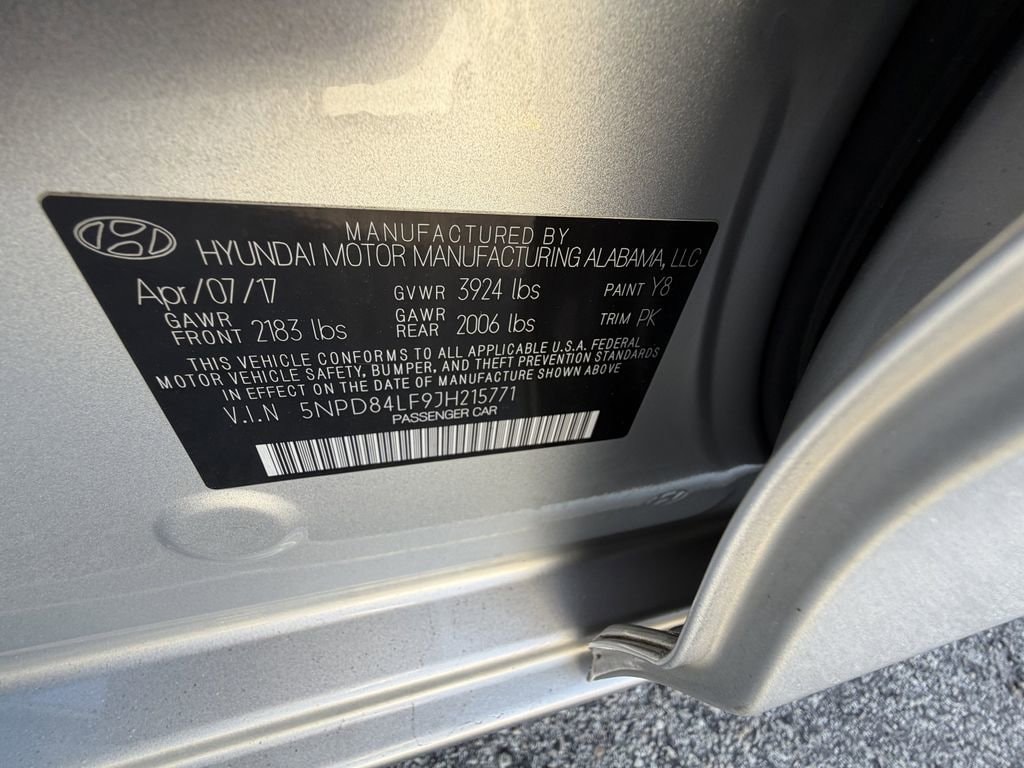 MANUFACTURED BY
HYUNDAI MOTOR MANUFACTURING ALABAMA, LLC
Apr/07/17 GVWR 3924 lbs PAINT Y8
GAWR FRONT 2183 lbs GAWR REAR 2006 lbs TRIM PK
THIS VEHICLE CONFORMS TO ALL APPLICABLE U.S.A. FEDERAL
MOTOR VEHICLE SAFETY, BUMPER, AND THEFT PREVENTION STANDARDS
IN EFFECT ON THE DATE OF MANUFACTURE SHOWN ABOVE
V.I.N 5NPD84LF9JH215771
PASSENGER CAR